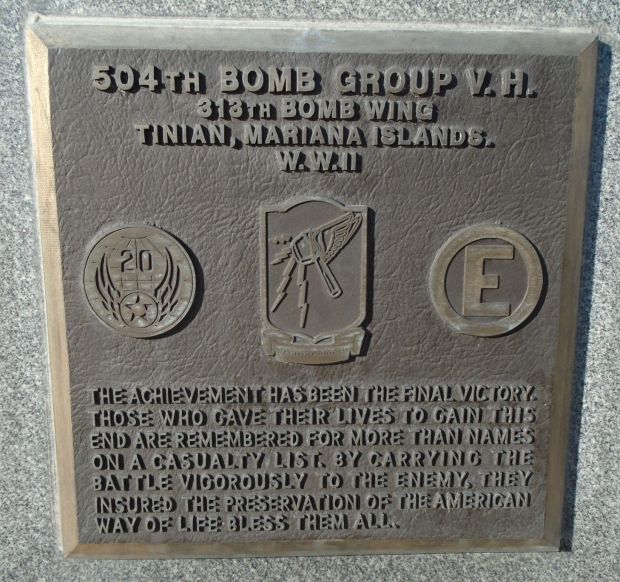 504TH BOMB GROUP V. H.
313TH BOMB WING
TINIAN, MARIANA ISLANDS.
W.W.II
20
E
THE ACHIEVEMENT HAS BEEN THE FINAL VICTORY.
THOSE WHO GAVE THEIR LIVES TO GAIN THIS
END ARE REMEMBERED FOR MORE THAN NAMES
ON A CASUALTY LIST. BY CARRYING THE
BATTLE VIGOROUSLY TO THE ENEMY, THEY
INSURED THE PRESERVATION OF THE AMERICAN
WAY OF LIFE BLESS THEM ALL.